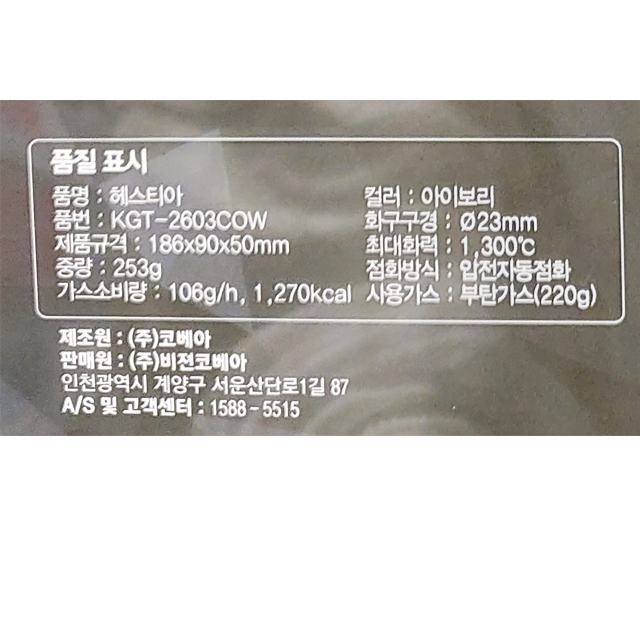 품질 표시
품명 : 헤스티아
품번 : KGT-2603COW
제품규격 : 186x90x50mm
중량 : 253g
가스소비량 : 106g/h, 1,270kcal
컬러 : 아이보리
화구구경 : Ø23mm
최대화력 : 1,300℃
점화방식 : 압전자동점화
사용가스 : 부탄가스(220g)
제조원 : (주)코베아
판매원 : (주)비젼코베아
인천광역시 계양구 서운산단로1길 87
A/S 및 고객센터 : 1588-5515